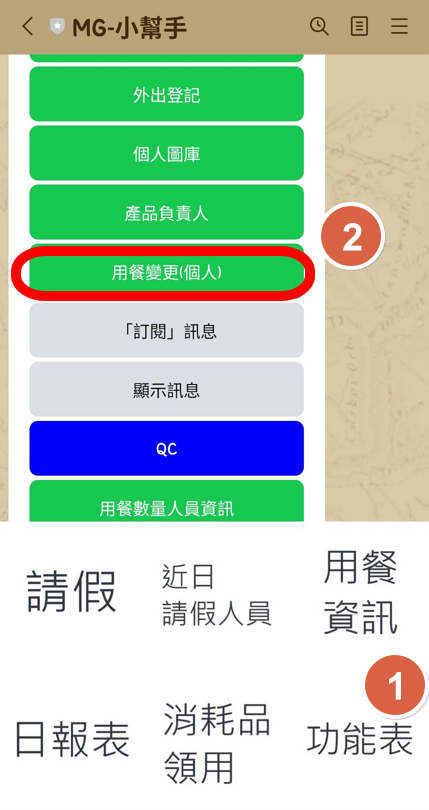 MG-小幫手
外出登記
個人圖庫
產品負責人
2
用餐變更(個人)
「訂閱」訊息
顯示訊息
QC
用餐數量人員資訊
請假
近日
請假人員
用餐
資訊
1
日報表
消耗品
領用
功能表